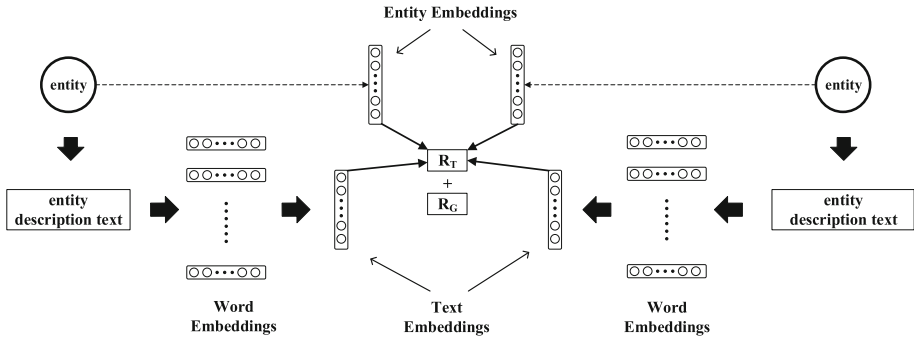 Entity Embeddings
entity
entity
R_T
+
R_G
entity
description text
entity
description text
Word
Embeddings
Text
Embeddings
Word
Embeddings